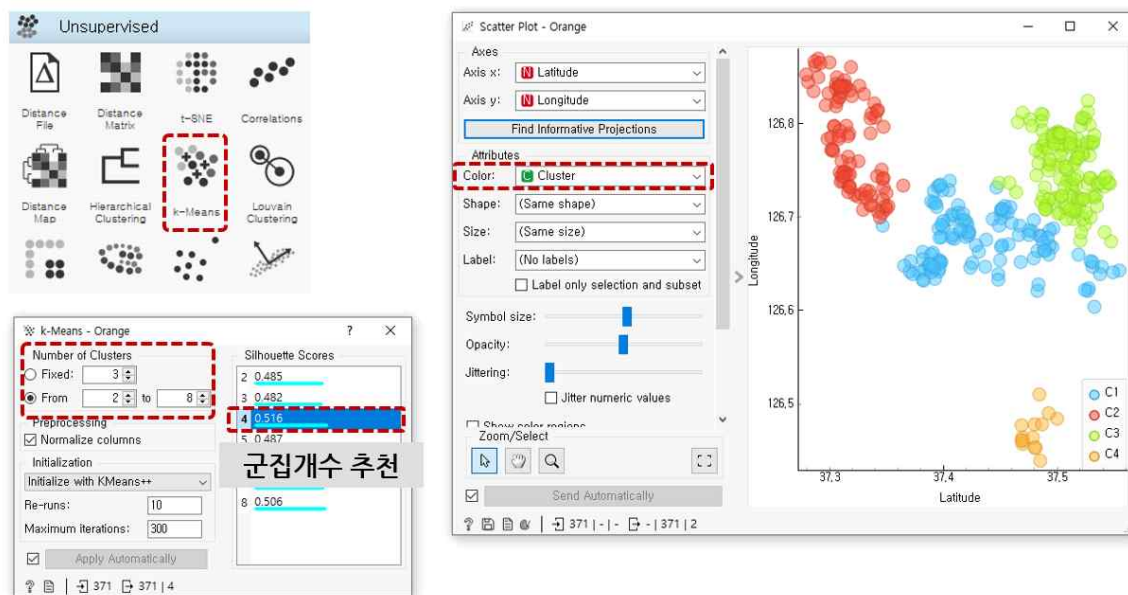 Unsupervised
Distance File
Distance Matrix
t-SNE
Correlations
Distance Map
Hierarchical Clustering
k-Means
Louvain Clustering
k-Means - Orange
? X
Number of Clusters
Fixed: 3
From 2 to 8
Preprocessing
Normalize columns
Initialization
Initialize with KMeans++
Re-runs: 10
Maximum iterations: 300
Apply Automatically
371 371 | 4
Silhouette Scores
2 0.485
3 0.482
4 0.516
5 0.487
군집개수 추천
8 0.506
Scatter Plot - Orange
Axes
Axis x: N Latitude
Axis y: N Longitude
Find Informative Projections
Attributes
Color: C Cluster
Shape: (Same shape)
Size: (Same size)
Label: (No labels)
Label only selection and subset
Symbol size:
Opacity:
Jittering:
Jitter numeric values
Show color regions
Zoom/Select
Send Automatically
? 371 | - | - - | 371 | 2
126,8
126,7
126,6
126,5
Longitude
37,3
37,4
37,5
Latitude
C1
C2
C3
C4